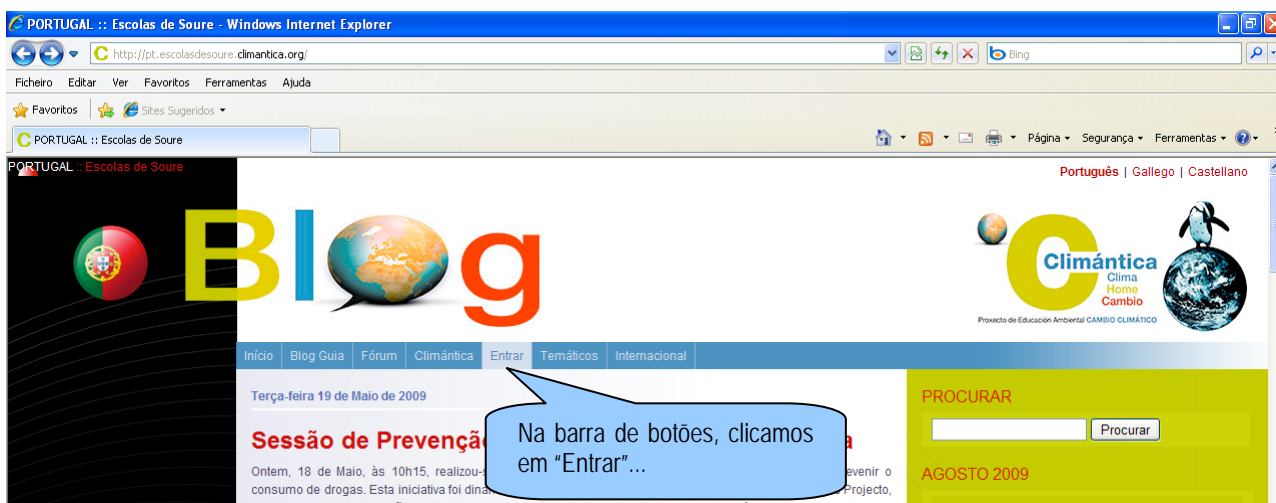 PORTUGAL :: Escolas de Soure - Windows Internet Explorer
http://pt.escolasdesoure.climantica.org/
Bing
Ficheiro Editar Ver Favoritos Ferramentas Ajuda
Favoritos Sites Sugeridos
PORTUGAL :: Escolas de Soure
Página Segurança Ferramentas
PORTUGAL :: Escolas de Soure
Português | Gallego | Castellano
Blog
Climántica
Clima
Home
Cambio
Proxecto de Educación Ambiental CAMBIO CLIMÁTICO
Início Blog Guia Fórum Climántica Entrar Temáticos Internacional
Terça-feira 19 de Maio de 2009
PROCURAR
Procurar
Na barra de botões, clicamos
em “Entrar”...
Sessão de Prevençã
a
Ontem, 18 de Maio, às 10h15, realizou-s
evenir o
consumo de drogas. Esta iniciativa foi dinar
Projecto,
AGOSTO 2009